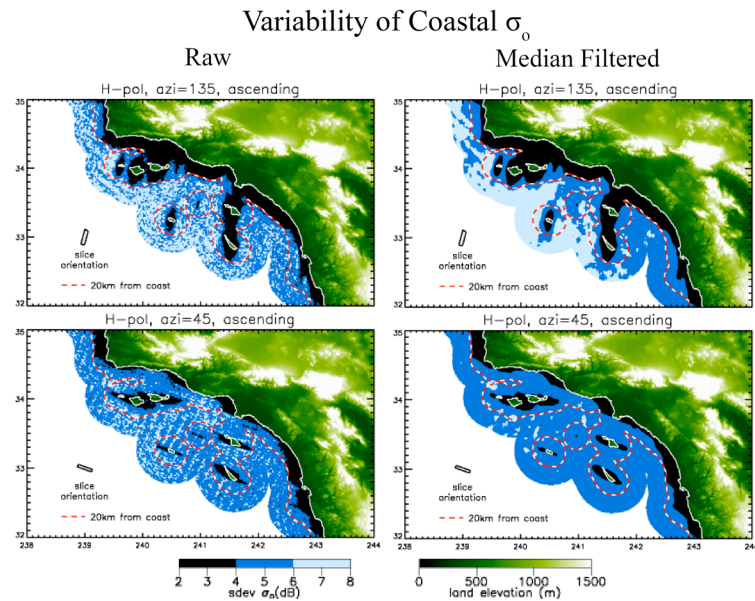 Variability of Coastal σo
Raw
Median Filtered
H-pol, azi=135, ascending
H-pol, azi=135, ascending
35
34
33
32
slice
orientation
20km from coast
35
34
33
32
slice
orientation
20km from coast
H-pol, azi=45, ascending
H-pol, azi=45, ascending
35
34
33
32
slice
orientation
20km from coast
238 239 240 241 242 243 244
35
34
33
32
slice
orientation
20km from coast
238 239 240 241 242 243 244
2 3 4 5 6 7 8
sdev σ0(dB)
0 500 1000 1500
land elevation (m)